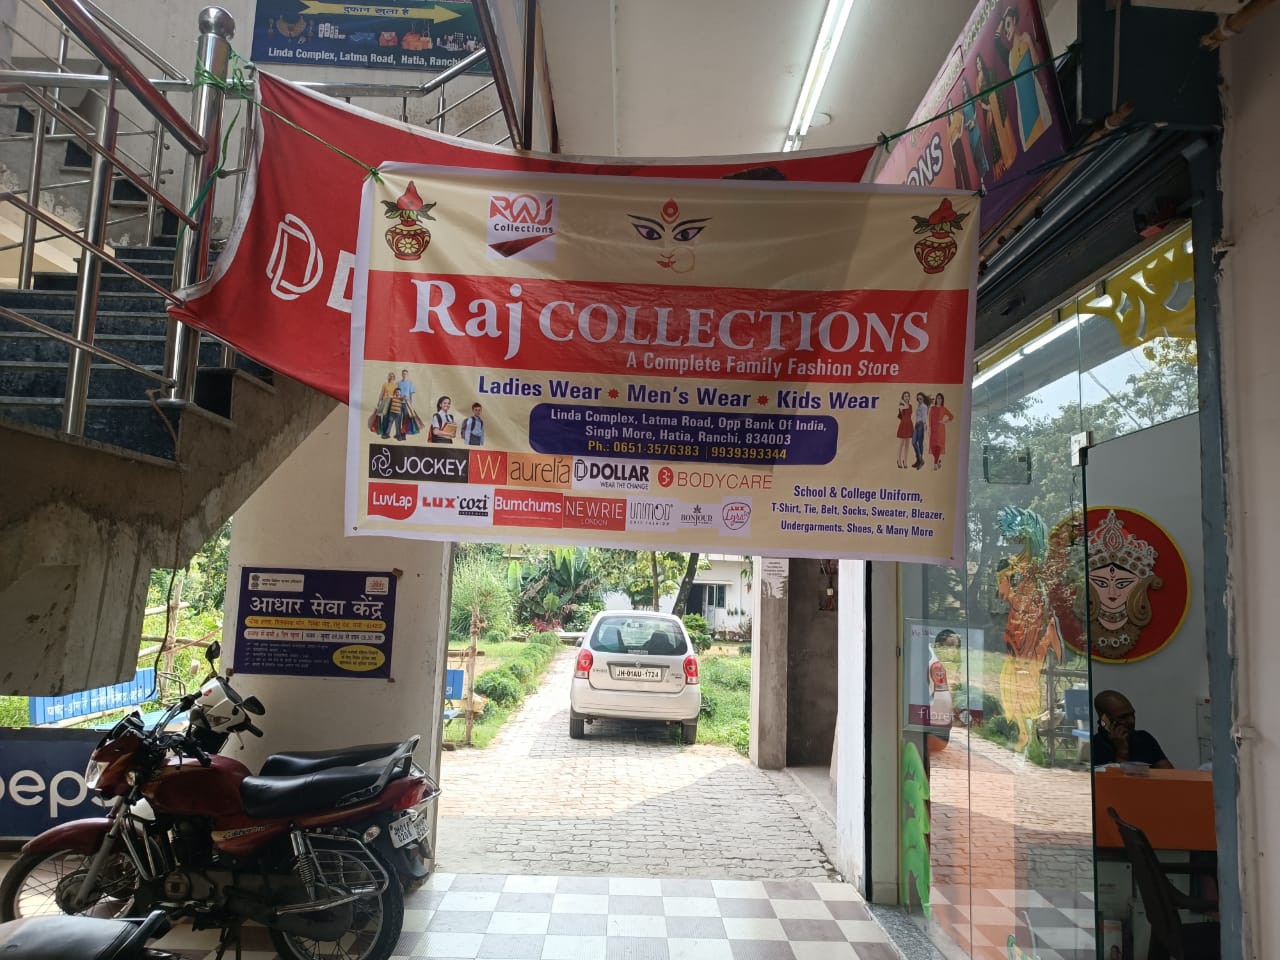 दुकान खुला है
Linda Complex, Latma Road, Hatia, Ranchi
RAJ
Collections
Raj COLLECTIONS
A Complete Family Fashion Store
Ladies Wear Men's Wear Kids Wear
Linda Complex, Latma Road, Opp Bank Of India,
Singh More, Hatia, Ranchi, 834003
Ph.: 0651-3576383 | 9939393344
JOCKEY W aurelia DOLLAR BODYCARE
WEAR THE CHANGE
LuvLap LUX cozi Bumchums NEWRIE UNIMOD BONJOUR LUX Lyra
LONDON
School & College Uniform,
T-Shirt, Tie, Belt, Socks, Sweater, Bleazer,
Undergarments, Shoes, & Many More
ONS
आधार सेवा केंद्र
JH-01AU-1724
peps